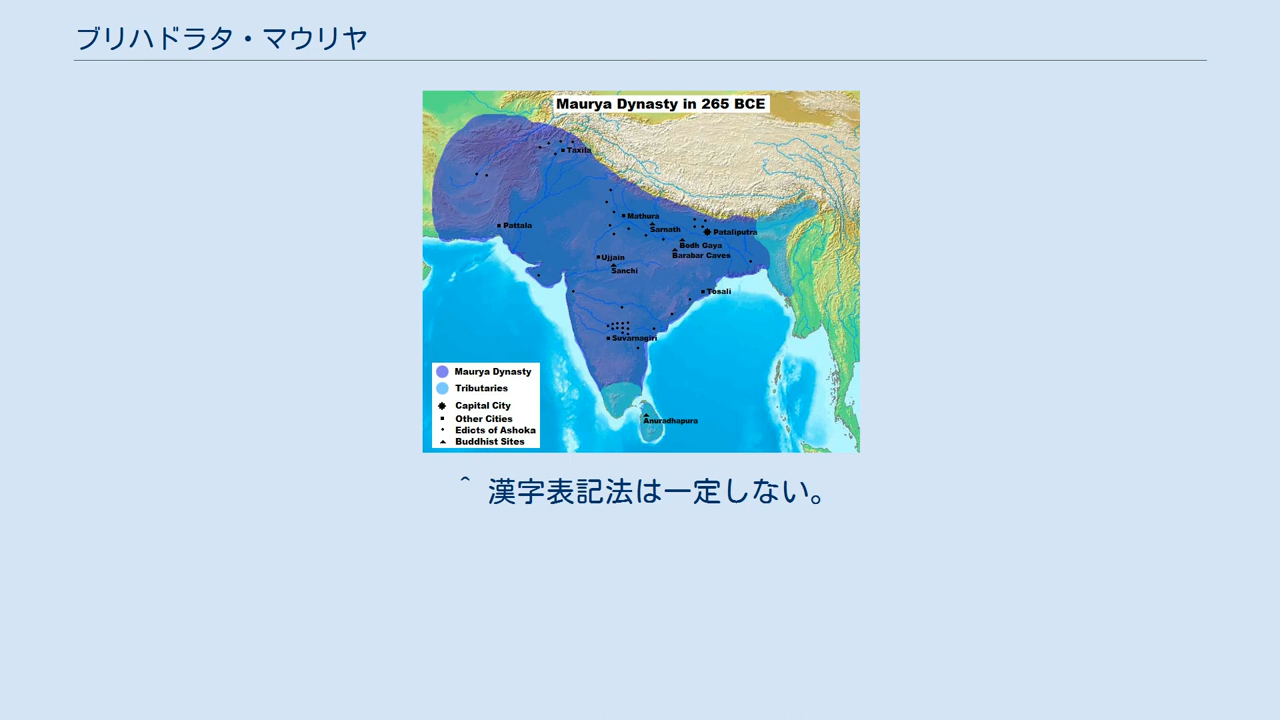 ブリハドラタ・マウリヤ
Maurya Dynasty in 265 BCE
Taxila
Mathura
Pattala
Sarnath
Pataliputra
Bodh Gaya
Barabar Caves
Ujjain
Sanchi
Tosali
Suvarnagiri
Maurya Dynasty
Tributaries
Capital City
Other Cities
Edicts of Ashoka
Buddhist Sites
Anuradhapura
^ 漢字表記法は一定しない。